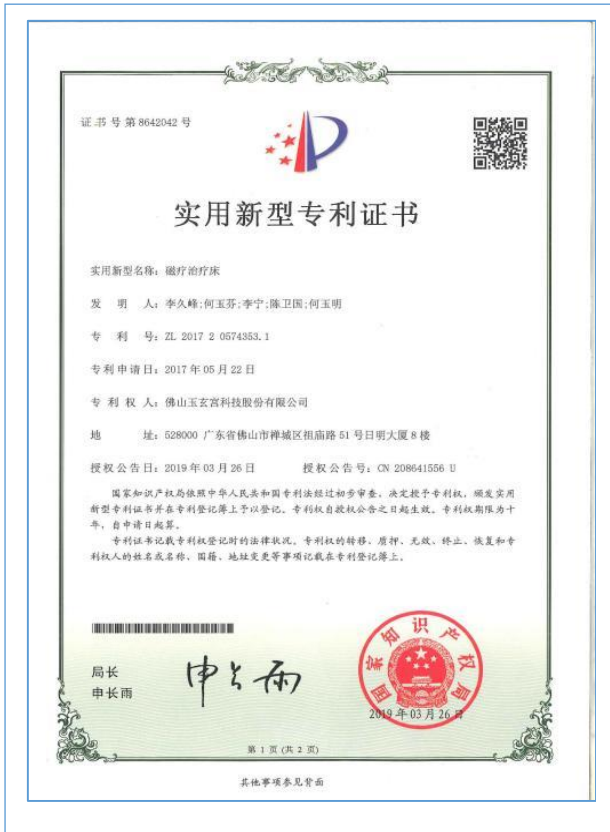 证书号第8642042号
实用新型专利证书
实用新型名称：磁疗治疗床
发 明 人：李久峰;何玉芬;李宁;陈卫国;何玉明
专 利 号：ZL 2017 2 0574353.1
专利申请日：2017年05月22日
专 利 权 人：佛山玉玄宫科技股份有限公司
地 址：528000 广东省佛山市禅城区祖庙路51号日明大厦8楼
授权公告日：2019年03月26日 授权公告号：CN 208641556 U
国家知识产权局依照中华人民共和国专利法经过初步审查，决定授予专利权，颁发实用
新型专利证书并在专利登记簿上予以登记。专利权自授权公告之日起生效。专利权期限为十
年，自申请日起算。
专利证书记载专利权登记时的法律状况。专利权的转移、质押、无效、终止、恢复和专
利权人的姓名或名称、国籍、地址变更等事项记载在专利登记簿上。
局长
申长雨
申长雨
国家知识产权局
2019年03月26日
第 1 页 (共 2 页)
其他事项参见背面